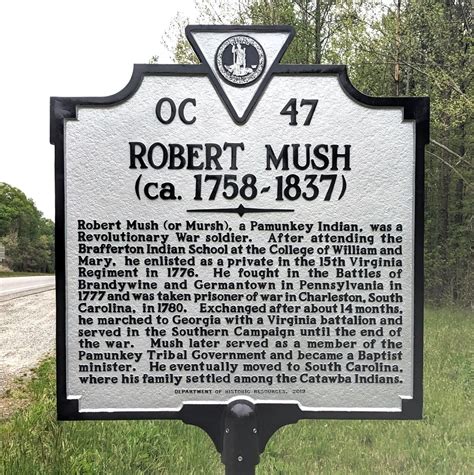 OC 47
ROBERT MUSH
(ca. 1758-1837)
Robert Mush (or Mursh), a Pamunkey Indian, was a
Revolutionary War soldier. After attending the
Brafferton Indian School at the College of William and
Mary, he enlisted as a private in the 15th Virginia
Regiment in 1776. He fought in the Battles of
Brandywine and Germantown in Pennsylvania in
1777 and was taken prisoner of war in Charleston, South
Carolina, in 1780. Exchanged after about 14 months,
he marched to Georgia with a Virginia battalion and
served in the Southern Campaign until the end of
the war. Mush later served as a member of the
Pamunkey Tribal Government and became a Baptist
minister. He eventually moved to South Carolina,
where his family settled among the Catawba Indians.
DEPARTMENT OF HISTORIC RESOURCES, 2013